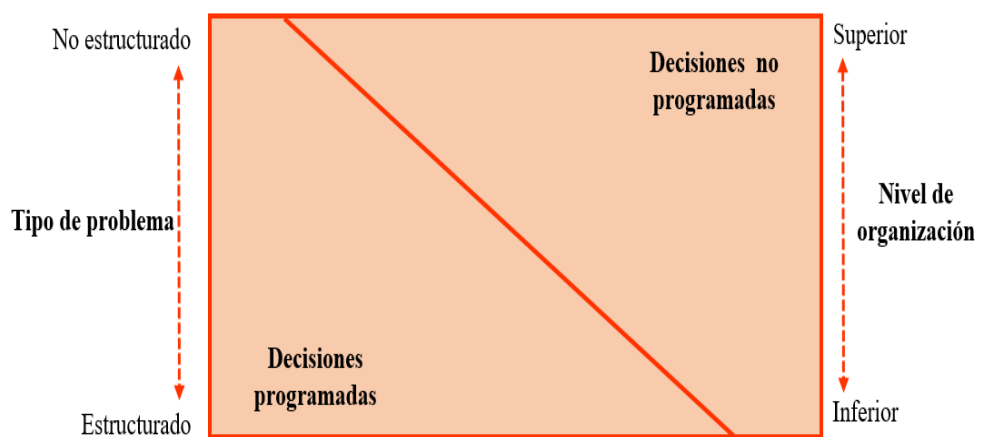 No estructurado
Superior
Decisiones no
programadas
Tipo de problema
Nivel de
organización
Decisiones
programadas
Estructurado
Inferior